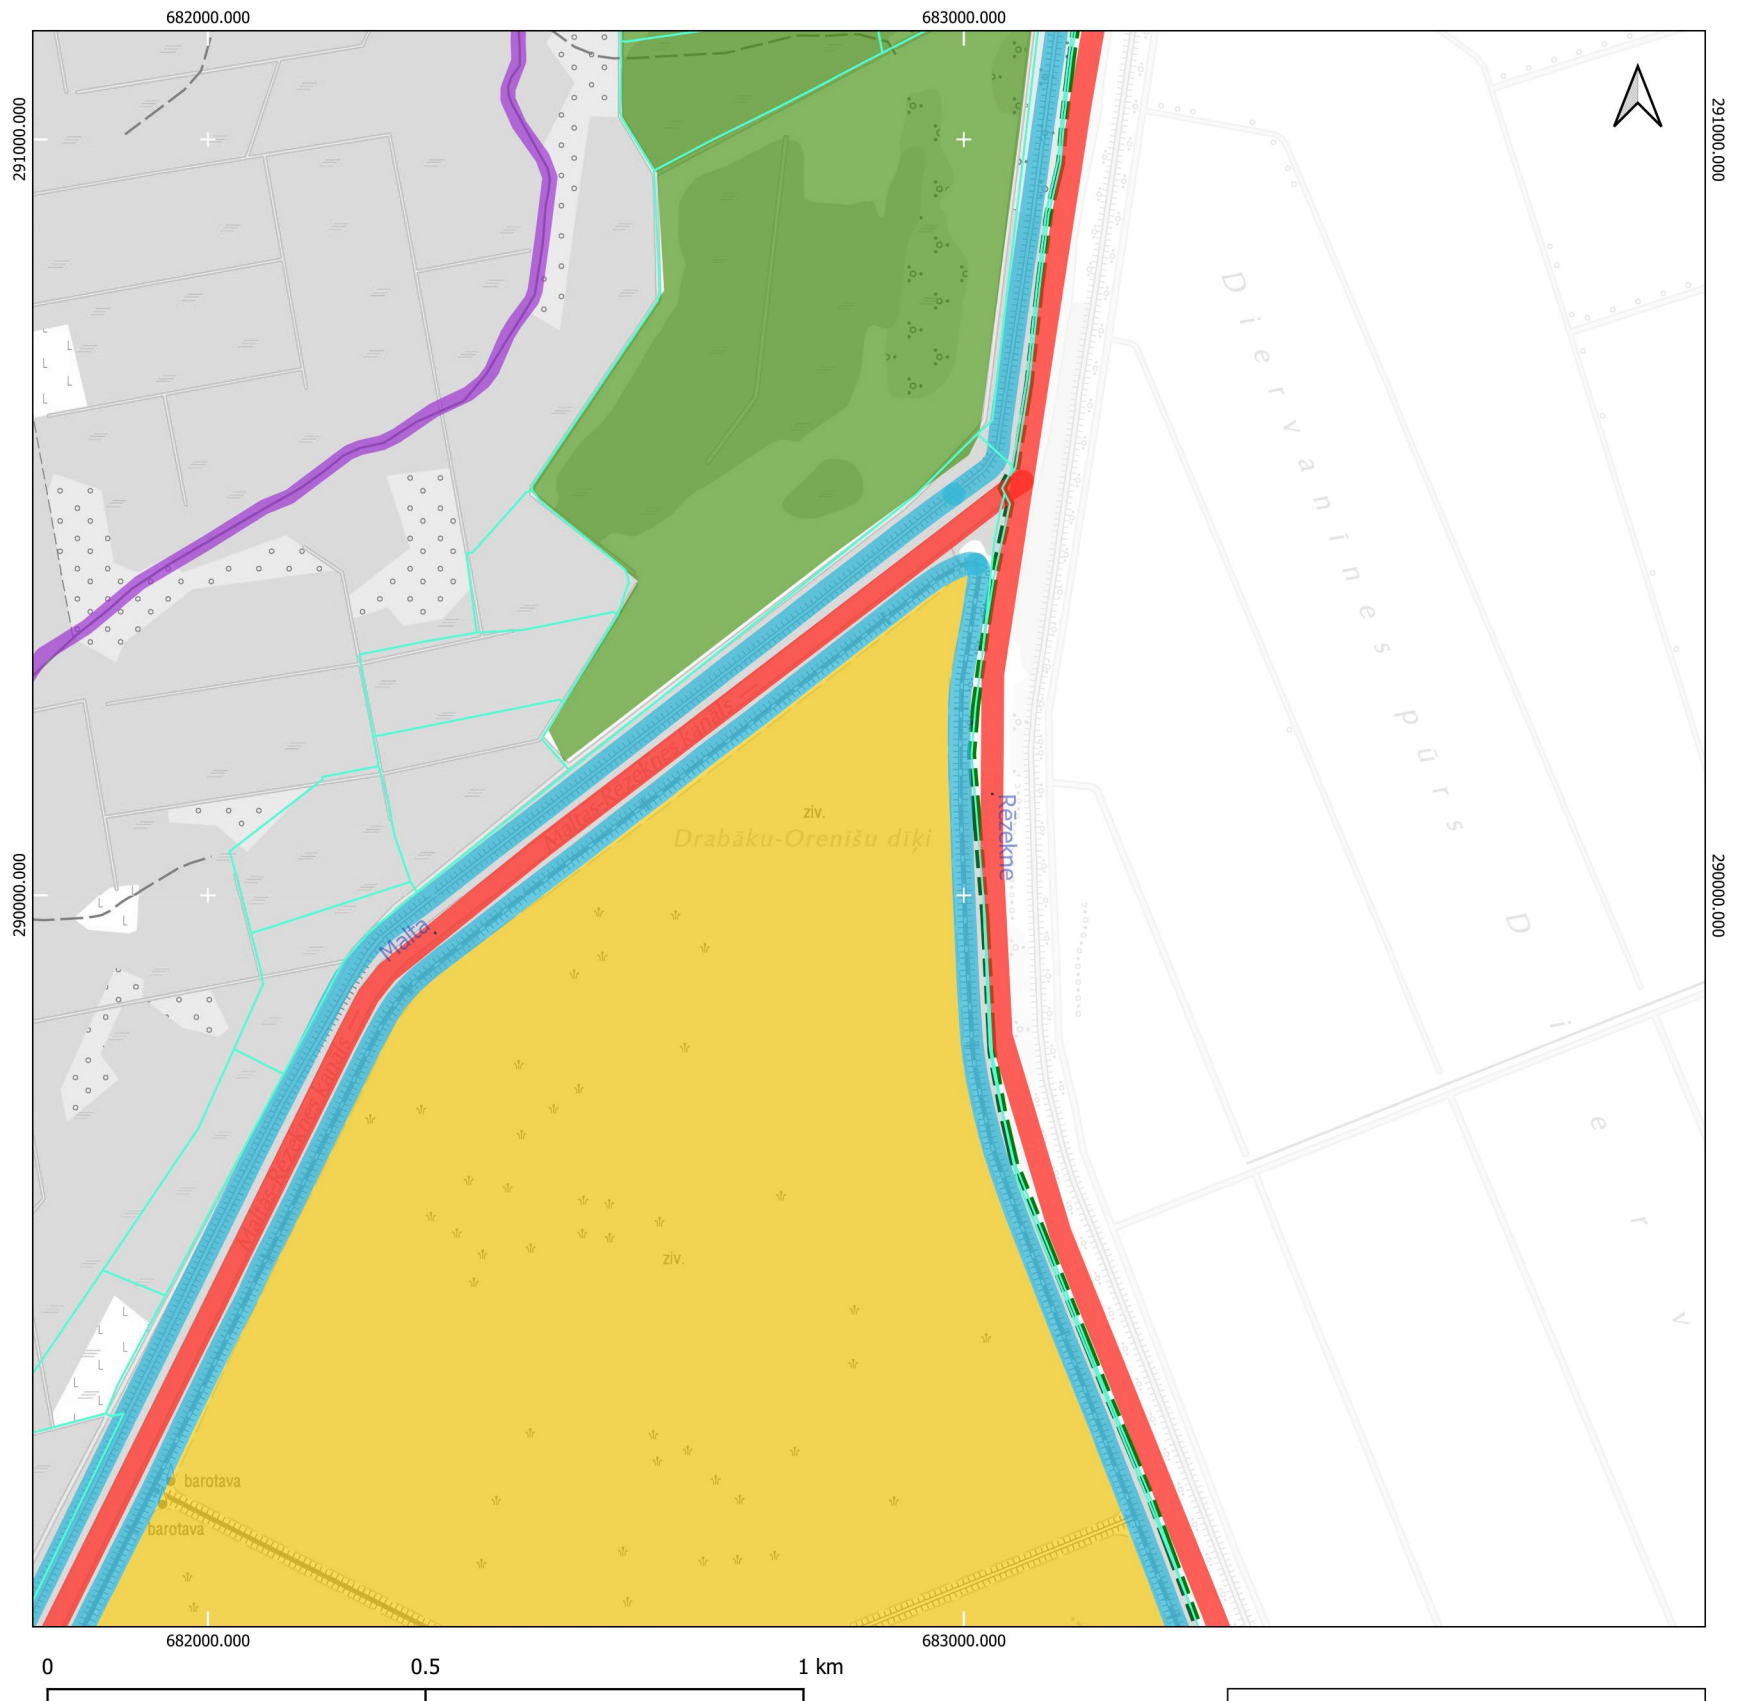 682000.000
683000.000
291000.000
291000.000
Diervanīnes pūrs
Maltas-Rēzeknes kanāls
ziv.
Drabāku-Orenīšu dīķi
Rēzekne
290000.000
290000.000
Malta
D i e r v
Maltas-Rēzeknes kanāls
ziv.
barotava
barotava
682000.000
683000.000
0 0.5 1 km